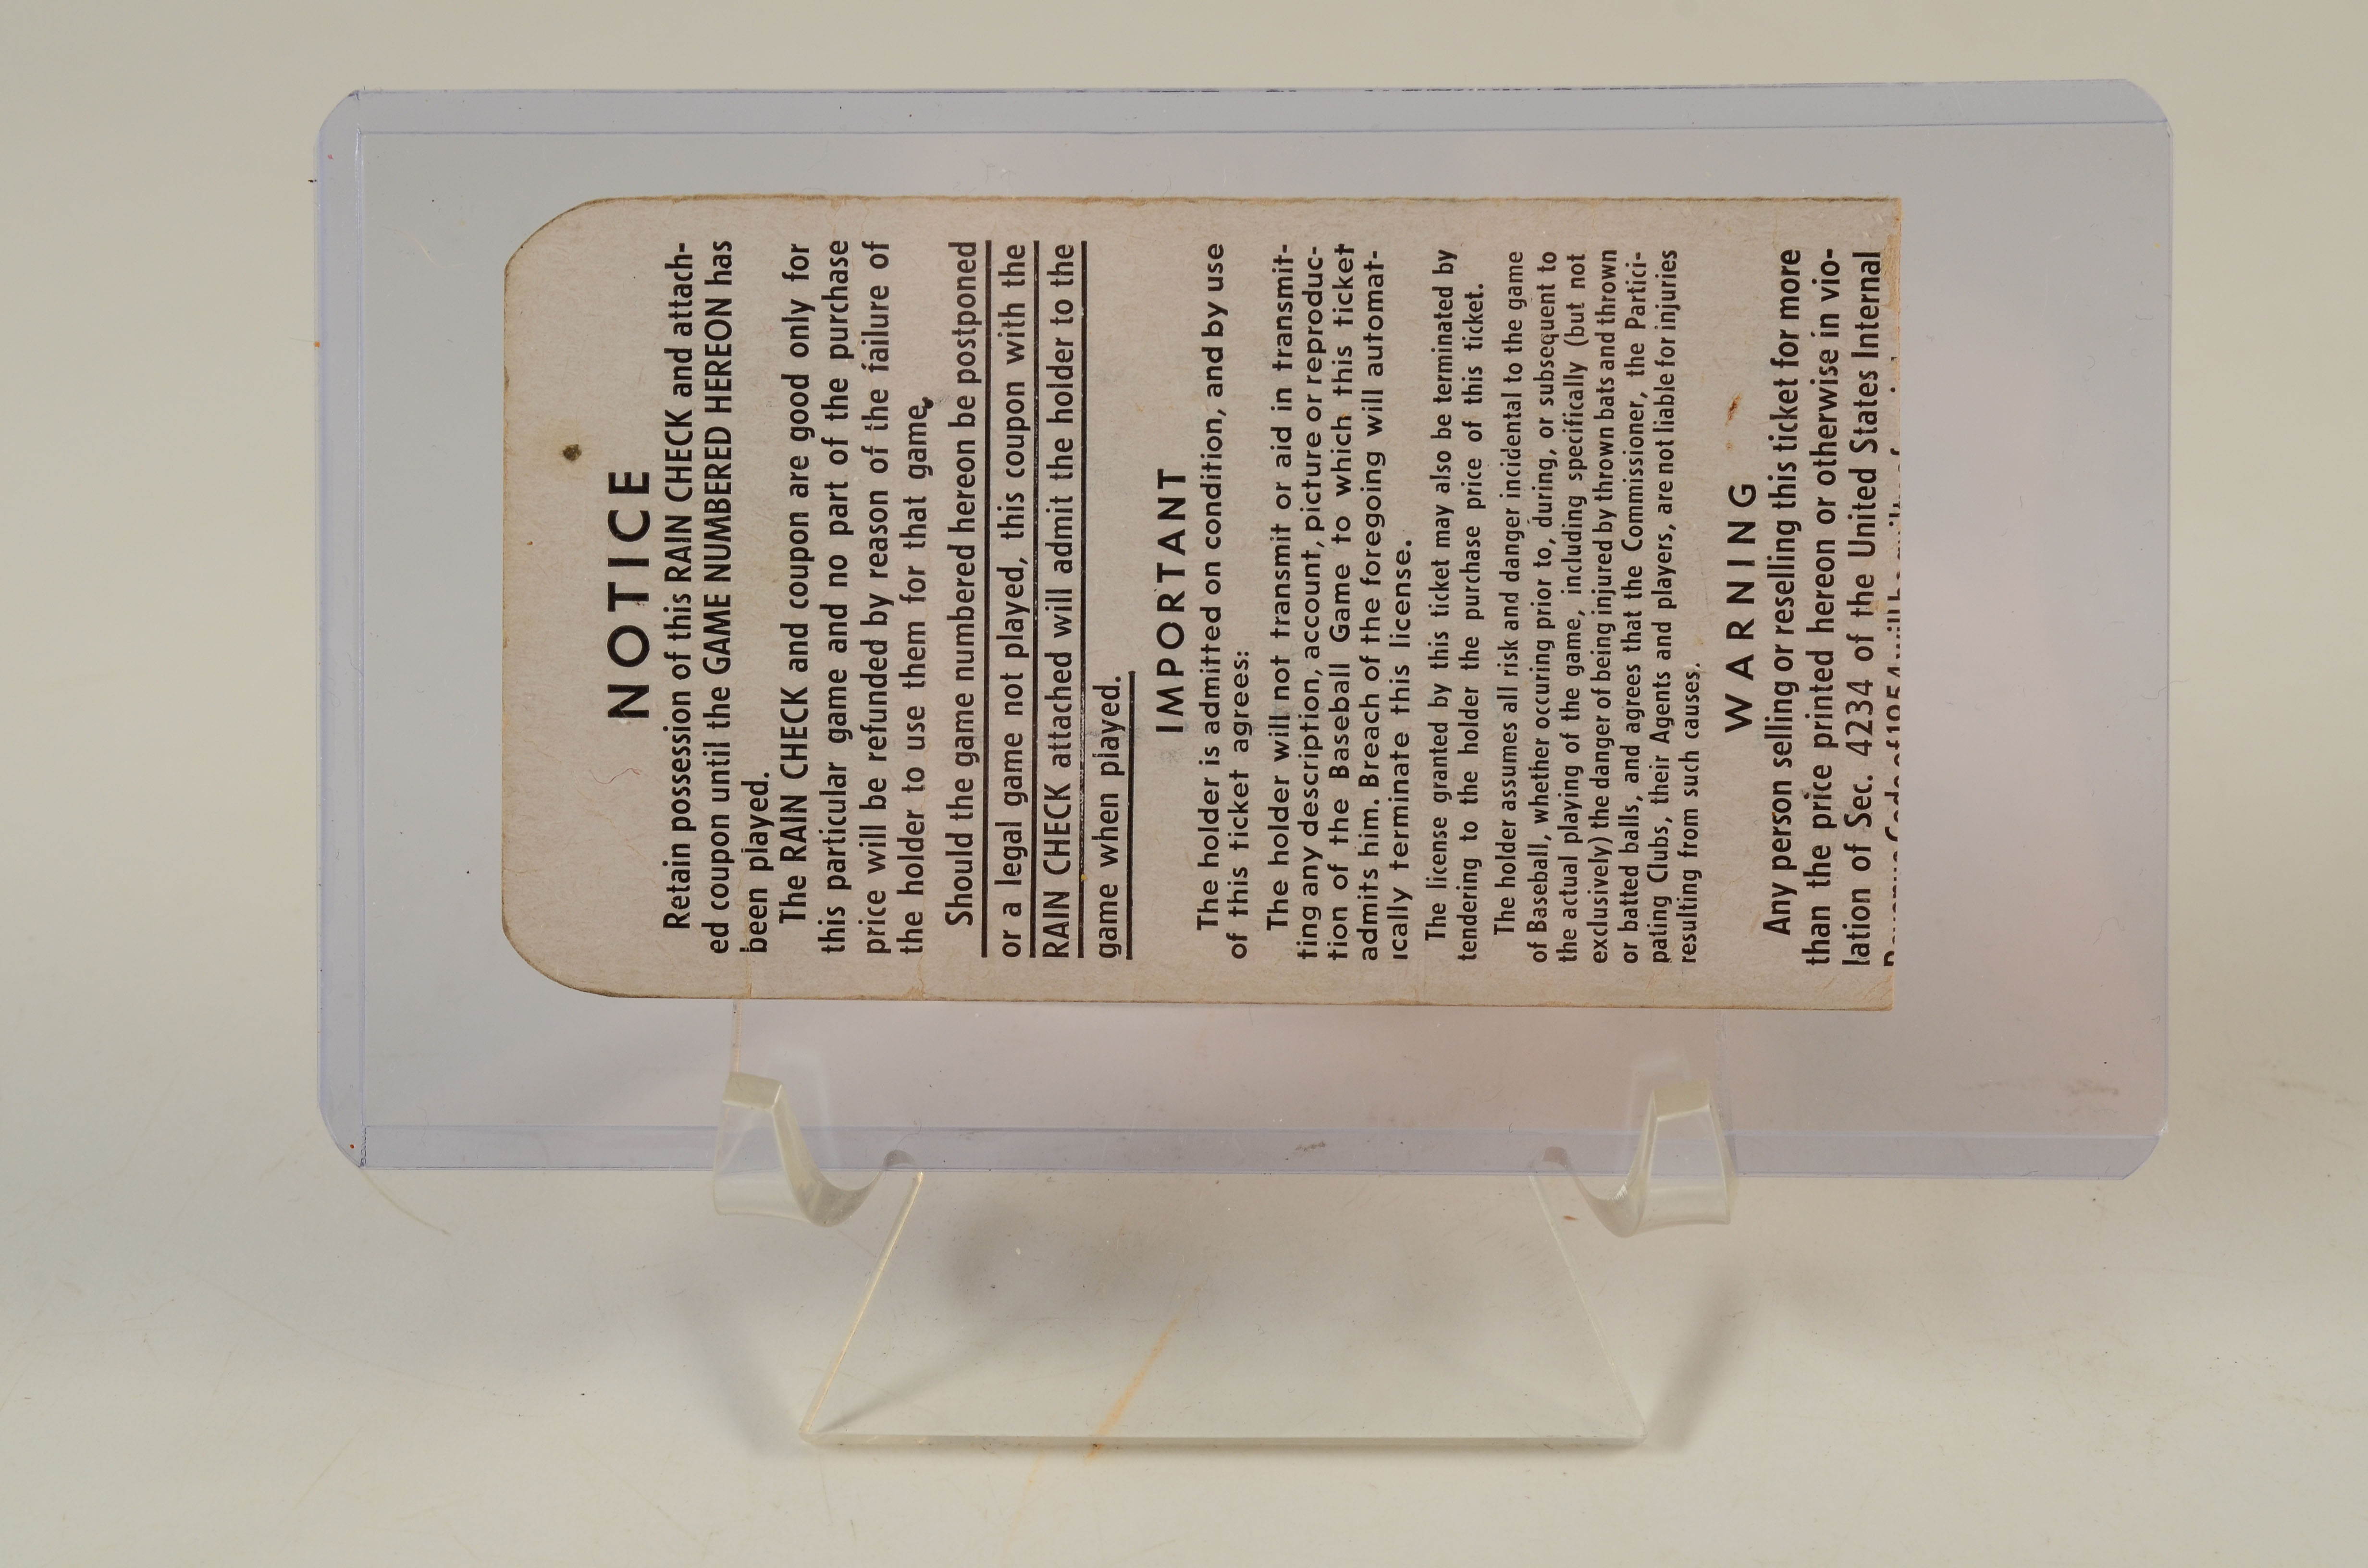 NOTICE
Retain possession of this RAIN CHECK and attach-
ed coupon until the GAME NUMBERED HEREON has
been played.
The RAIN CHECK and coupon are good only for
this particular game and no part of the purchase
price will be refunded by reason of the failure of
the holder to use them for that game.
Should the game numbered hereon be postponed
or a legal game not played, this coupon with the
RAIN CHECK attached will admit the holder to the
game when played.
IMPORTANT
The holder is admitted on condition, and by use
of this ticket agrees:
The holder will not transmit or aid in transmit-
ting any description, account, picture or reproduc-
tion of the Baseball Game to which this ticket
admits him. Breach of the foregoing will automat-
ically terminate this license.
The license granted by this ticket may also be terminated by
tendering to the holder the purchase price of this ticket.
The holder assumes all risk and danger incidental to the game
of Baseball, whether occuring prior to, during, or subsequent to
the actual playing of the game, including specifically (but not
exclusively) the danger of being injured by thrown bats and thrown
or batted balls, and agrees that the Commissioner, the Partici-
pating Clubs, their Agents and players, are not liable for injuries
resulting from such causes.
WARNING
Any person selling or reselling this ticket for more
than the price printed hereon or otherwise in vio-
lation of Sec. 4234 of the United States Internal
Revenue Code of 1954 will be